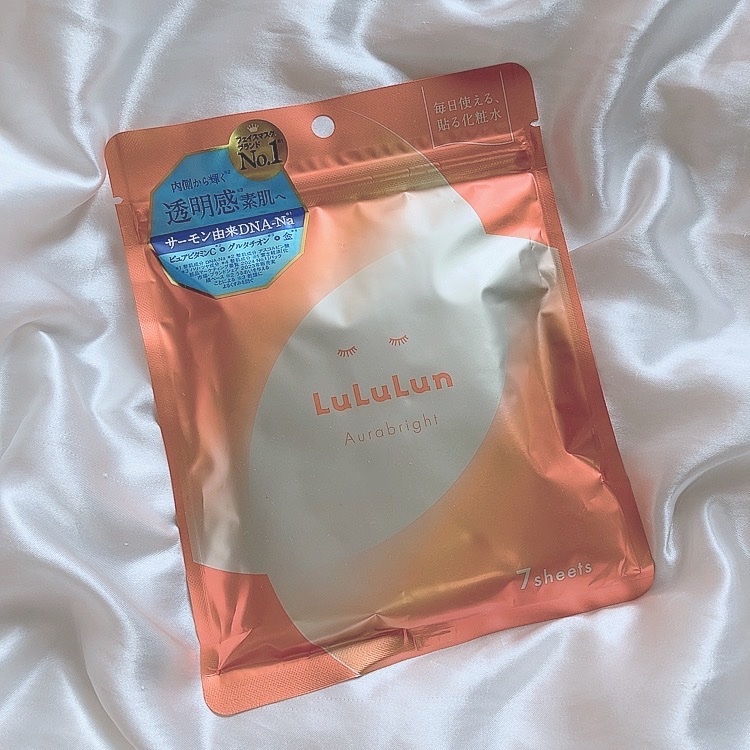 毎日使える、
貼る化粧水
フェイスマスク
ブランド
No.1
内側から輝く
透明感素肌へ
サーモン由来DNA-Na
ピュアビタミンC・グルタチオン・金
LuLuLun
Aurabright
7 sheets